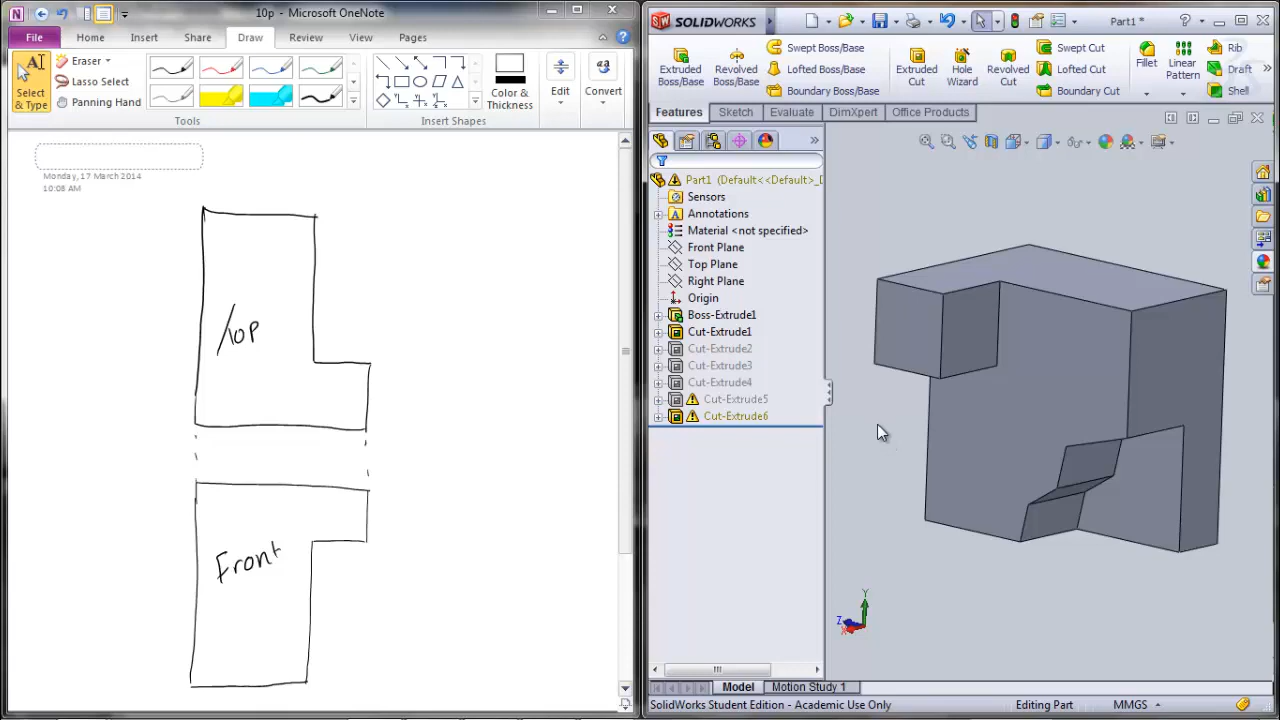 10p - Microsoft OneNote
File Home Insert Share Draw Review View Pages
Select & Type
Eraser
Lasso Select
Panning Hand
Tools
Insert Shapes
Color & Thickness
Edit
Convert
Monday, 17 March 2014
10:08 AM
Top
Front
SOLIDWORKS
Part1 *
Extruded Boss/Base
Revolved Boss/Base
Swept Boss/Base
Lofted Boss/Base
Boundary Boss/Base
Extruded Cut
Hole Wizard
Revolved Cut
Swept Cut
Lofted Cut
Boundary Cut
Fillet
Linear Pattern
Rib
Draft
Shell
Features Sketch Evaluate DimXpert Office Products
Part1 (Default<<Default>_D
Sensors
Annotations
Material <not specified>
Front Plane
Top Plane
Right Plane
Origin
Boss-Extrude1
Cut-Extrude1
Cut-Extrude2
Cut-Extrude3
Cut-Extrude4
Cut-Extrude5
Cut-Extrude6
Y
Z
X
Model Motion Study 1
SolidWorks Student Edition - Academic Use Only
Editing Part
MMGS